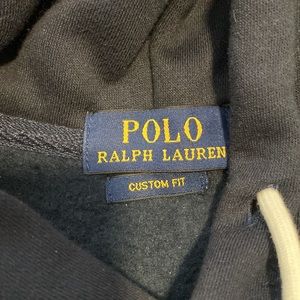 POLO
RALPH LAUREN
CUSTOM FIT